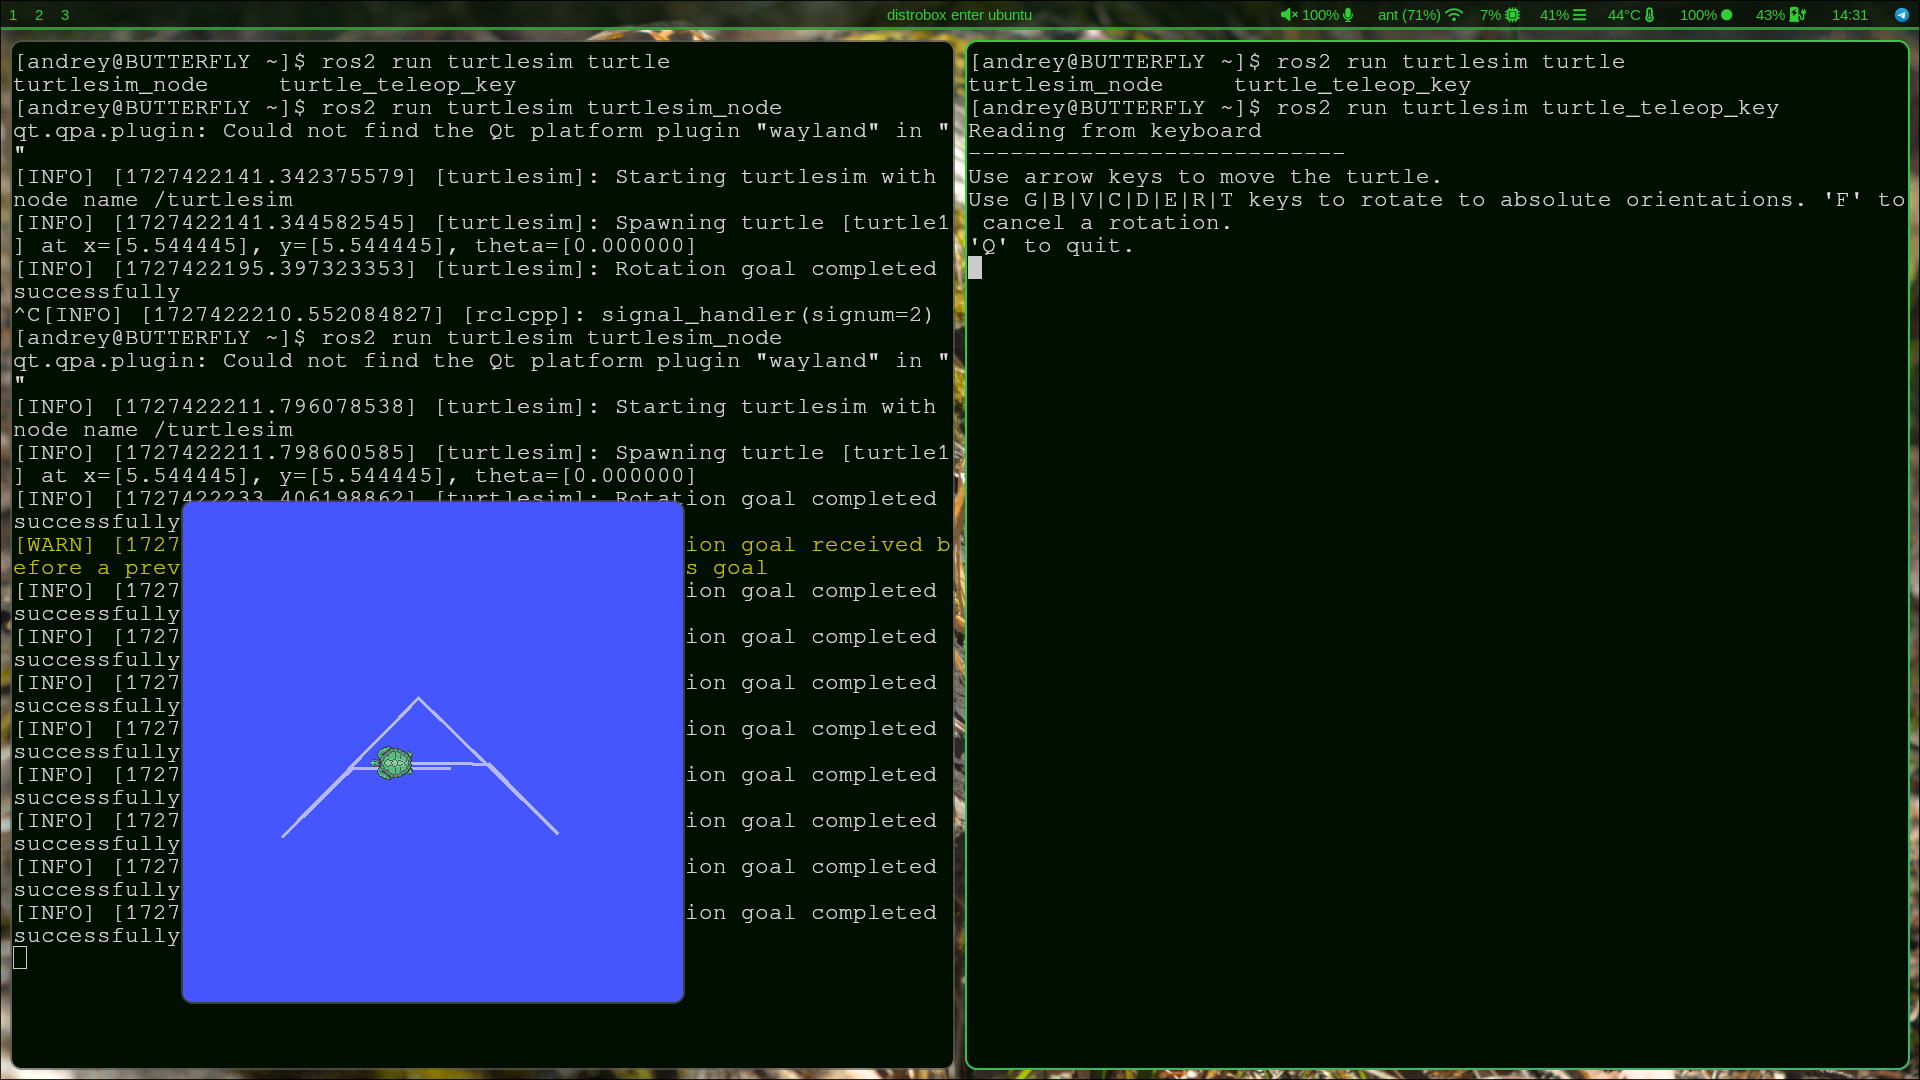 1 2 3
distrobox enter ubuntu
100% ant (71%) 7% 41% 44°C 100% 43% 14:31
[andrey@BUTTERFLY ~]$ ros2 run turtlesim turtle
turtlesim_node     turtle_teleop_key
[andrey@BUTTERFLY ~]$ ros2 run turtlesim turtlesim_node
qt.qpa.plugin: Could not find the Qt platform plugin "wayland" in "
"
[INFO] [1727422141.342375579] [turtlesim]: Starting turtlesim with
node name /turtlesim
[INFO] [1727422141.344582545] [turtlesim]: Spawning turtle [turtle1
] at x=[5.544445], y=[5.544445], theta=[0.000000]
[INFO] [1727422195.397323353] [turtlesim]: Rotation goal completed
successfully
^C[INFO] [1727422210.552084827] [rclcpp]: signal_handler(signum=2)
[andrey@BUTTERFLY ~]$ ros2 run turtlesim turtlesim_node
qt.qpa.plugin: Could not find the Qt platform plugin "wayland" in "
"
[INFO] [1727422211.796078538] [turtlesim]: Starting turtlesim with
node name /turtlesim
[INFO] [1727422211.798600585] [turtlesim]: Spawning turtle [turtle1
] at x=[5.544445], y=[5.544445], theta=[0.000000]
[INFO] [1727422233.406198862] [turtlesim]: Rotation goal completed
successfully
[WARN] [1727 ion goal received b
efore a prev s goal
[INFO] [1727 ion goal completed
successfully
[INFO] [1727 ion goal completed
successfully
[INFO] [1727 ion goal completed
successfully
[INFO] [1727 ion goal completed
successfully
[INFO] [1727 ion goal completed
successfully
[INFO] [1727 ion goal completed
successfully
[INFO] [1727 ion goal completed
successfully
[INFO] [1727 ion goal completed
successfully
[andrey@BUTTERFLY ~]$ ros2 run turtlesim turtle
turtlesim_node     turtle_teleop_key
[andrey@BUTTERFLY ~]$ ros2 run turtlesim turtle_teleop_key
Reading from keyboard
---------------------------
Use arrow keys to move the turtle.
Use G|B|V|C|D|E|R|T keys to rotate to absolute orientations. 'F' to
 cancel a rotation.
'Q' to quit.